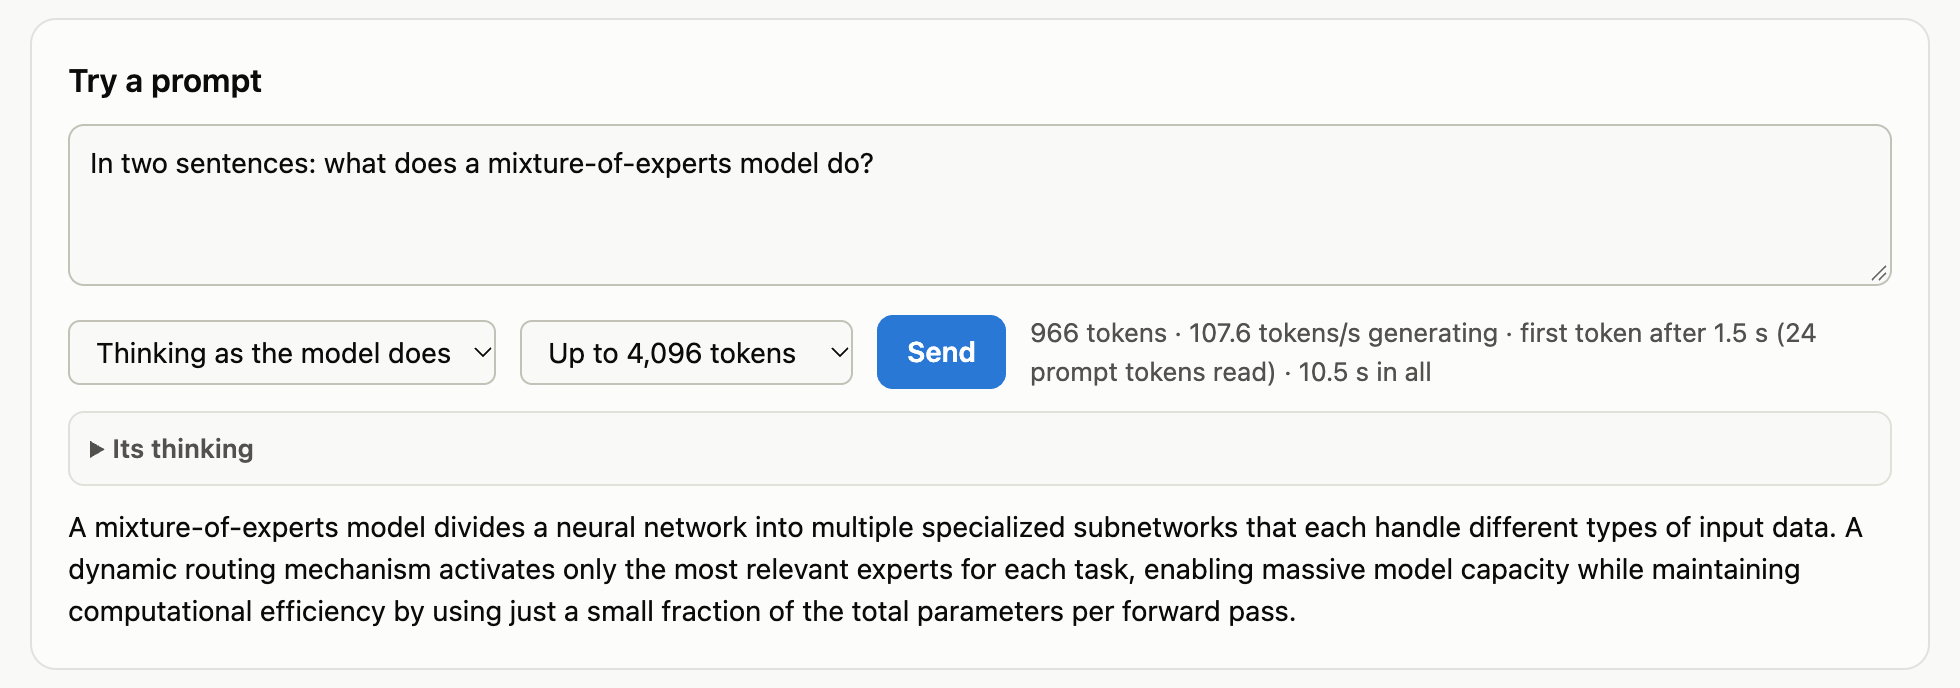 Try a prompt
In two sentences: what does a mixture-of-experts model do?
Thinking as the model does
Up to 4,096 tokens
Send
966 tokens · 107.6 tokens/s generating · first token after 1.5 s (24
prompt tokens read) · 10.5 s in all
Its thinking
A mixture-of-experts model divides a neural network into multiple specialized subnetworks that each handle different types of input data. A
dynamic routing mechanism activates only the most relevant experts for each task, enabling massive model capacity while maintaining
computational efficiency by using just a small fraction of the total parameters per forward pass.